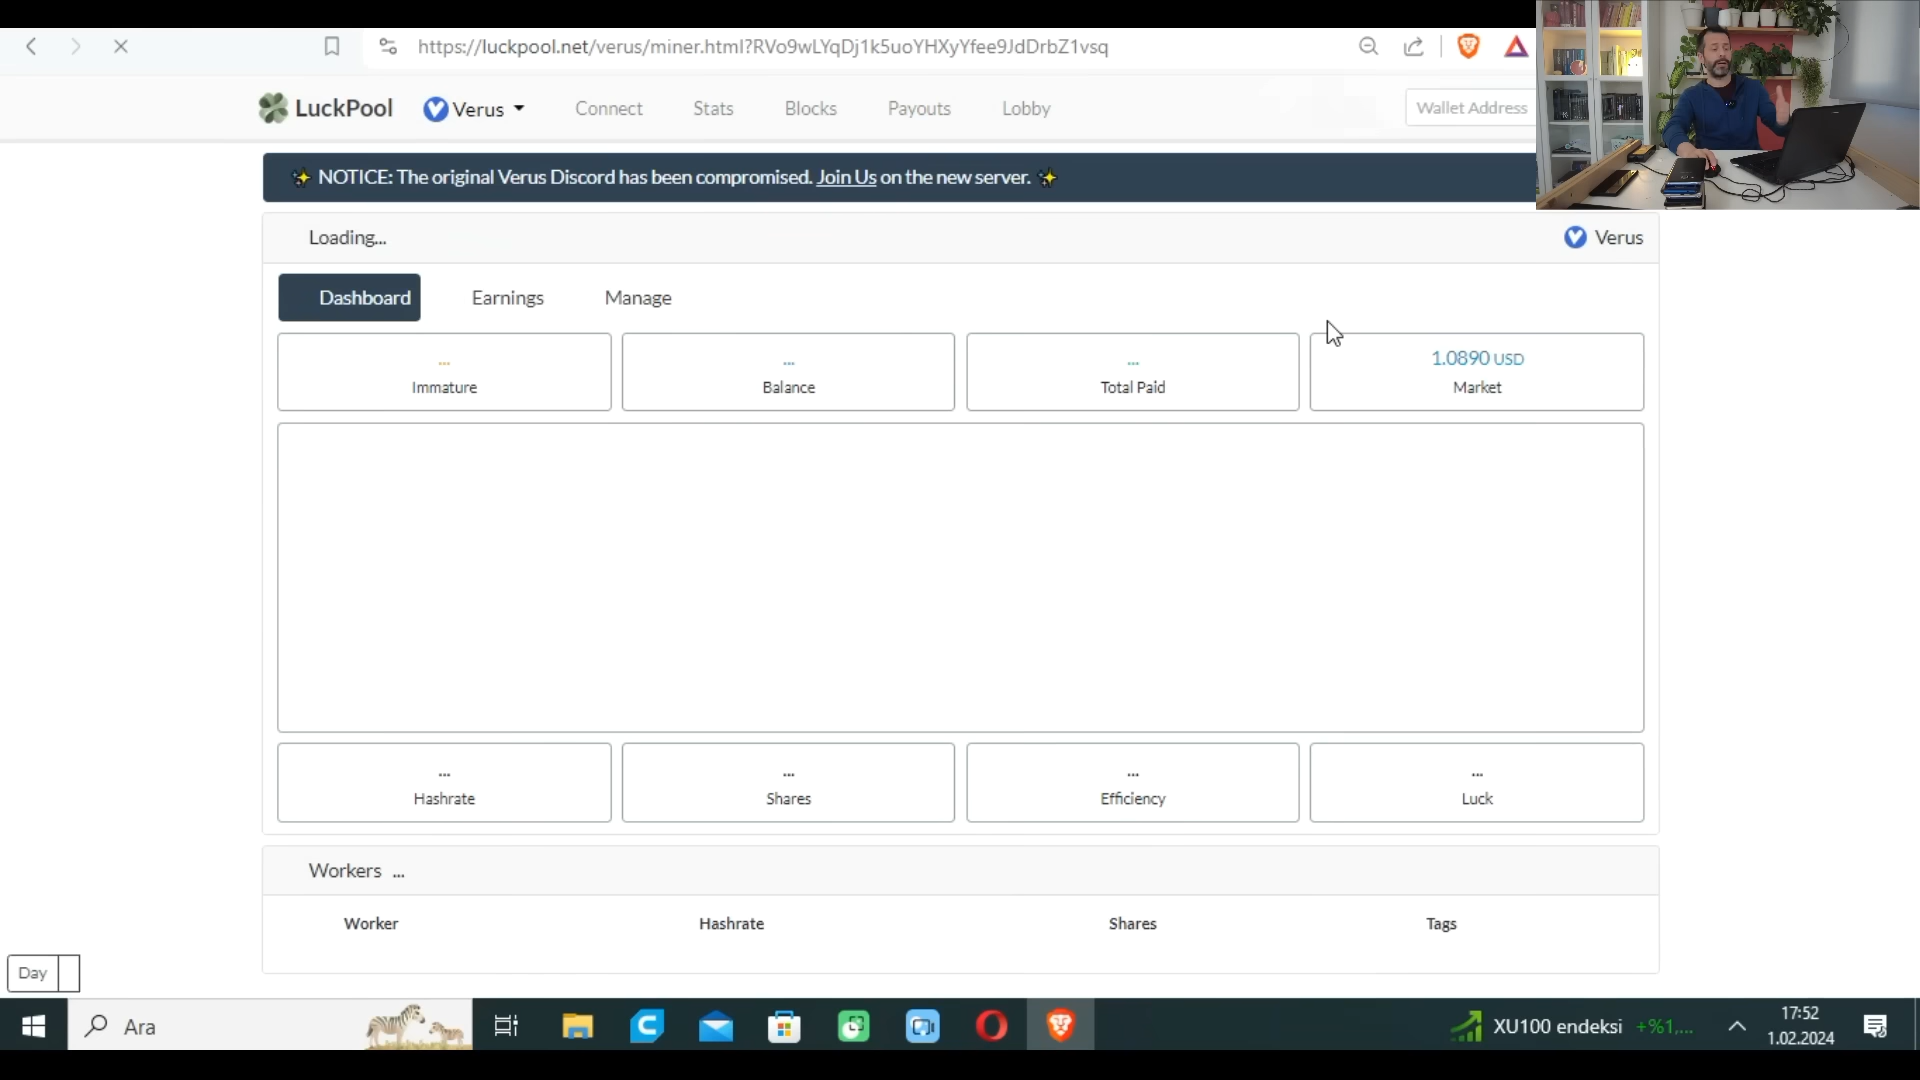 https://luckpool.net/verus/miner.html?RVo9wLYqDj1k5uoYHXyYfee9JdDrbZ1vsq
LuckPool
Verus
Connect
Stats
Blocks
Payouts
Lobby
Wallet Address
NOTICE: The original Verus Discord has been compromised. Join Us on the new server.
Loading...
Verus
Dashboard
Earnings
Manage
...
Immature
...
Balance
...
Total Paid
1.0890 USD
Market
...
Hashrate
...
Shares
...
Efficiency
...
Luck
Workers ...
Worker
Hashrate
Shares
Tags
Day
Ara
XU100 endeksi +%1,...
17:52
1.02.2024